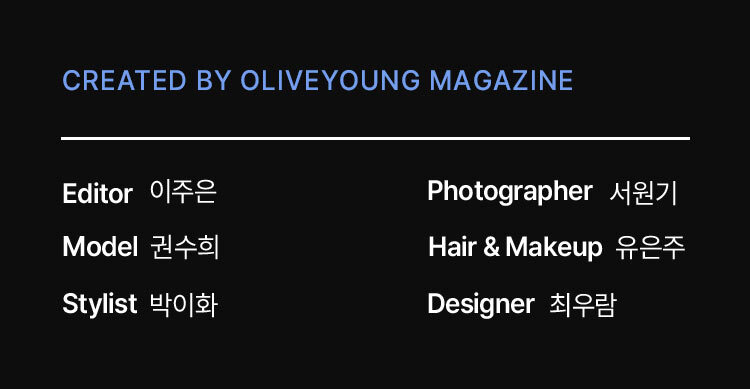 CREATED BY OLIVEYOUNG MAGAZINE
Editor 이주은
Photographer 서원기
Model 권수희
Hair & Makeup 유은주
Stylist 박이화
Designer 최우람